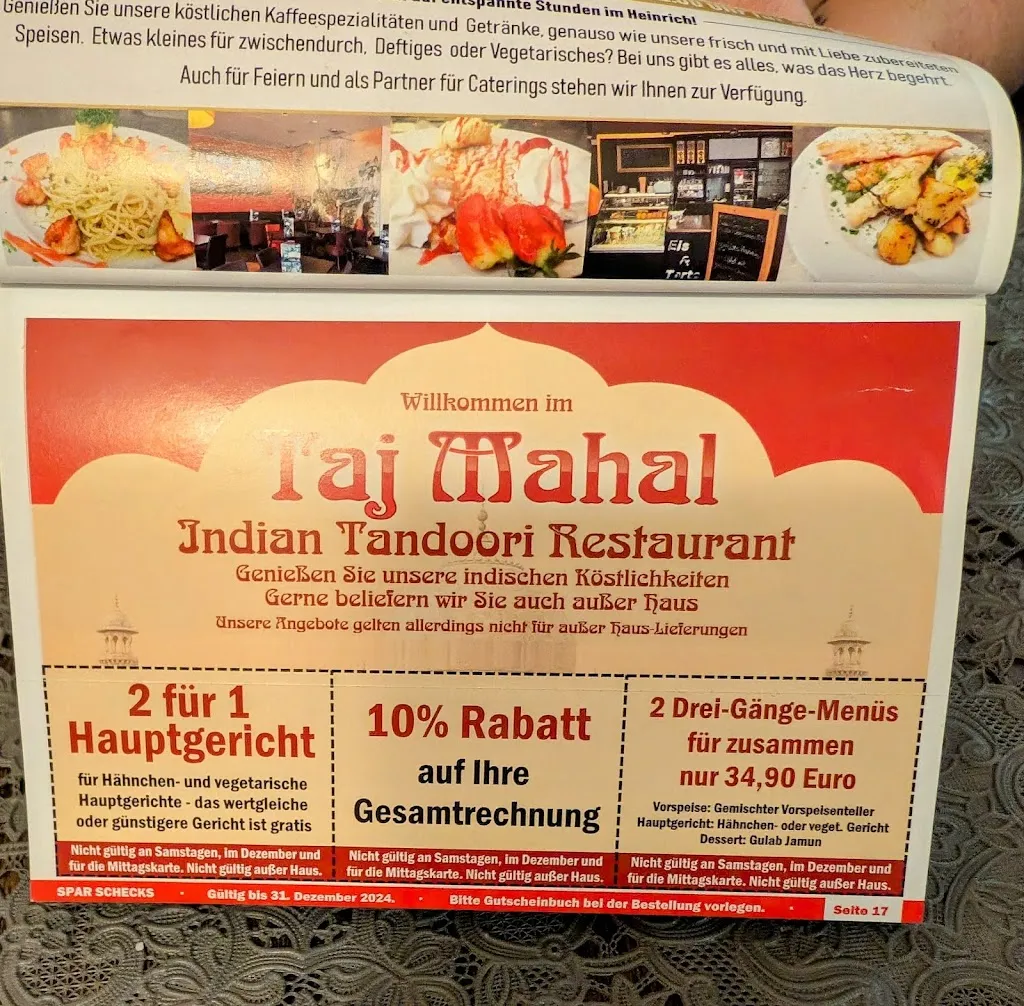 entspannte Stunden im Heinrich!
Genießen Sie unsere köstlichen Kaffeespezialitäten und Getränke, genauso wie unsere frisch und mit Liebe zubereiteten
Speisen. Etwas kleines für zwischendurch, Deftiges oder Vegetarisches? Bei uns gibt es alles, was das Herz begehrt.
Auch für Feiern und als Partner für Caterings stehen wir Ihnen zur Verfügung.
Eis
&
Torte
Willkommen im
Taj Mahal
Indian Tandoori Restaurant
Genießen Sie unsere indischen Köstlichkeiten
Gerne beliefern wir Sie auch außer Haus
Unsere Angebote gelten allerdings nicht für außer Haus-Lieferungen
2 für 1
Hauptgericht
für Hähnchen- und vegetarische
Hauptgerichte - das wertgleiche
oder günstigere Gericht ist gratis
Nicht gültig an Samstagen, im Dezember und
für die Mittagskarte. Nicht gültig außer Haus.
10% Rabatt
auf Ihre
Gesamtrechnung
Nicht gültig an Samstagen, im Dezember und
für die Mittagskarte. Nicht gültig außer Haus.
2 Drei-Gänge-Menüs
für zusammen
nur 34,90 Euro
Vorspeise: Gemischter Vorspeisenteller
Hauptgericht: Hähnchen- oder veget. Gericht
Dessert: Gulab Jamun
Nicht gültig an Samstagen, im Dezember und
für die Mittagskarte. Nicht gültig außer Haus.
SPAR SCHECKS · Gültig bis 31. Dezember 2024. · Bitte Gutscheinbuch bei der Bestellung vorlegen. · Seite 17